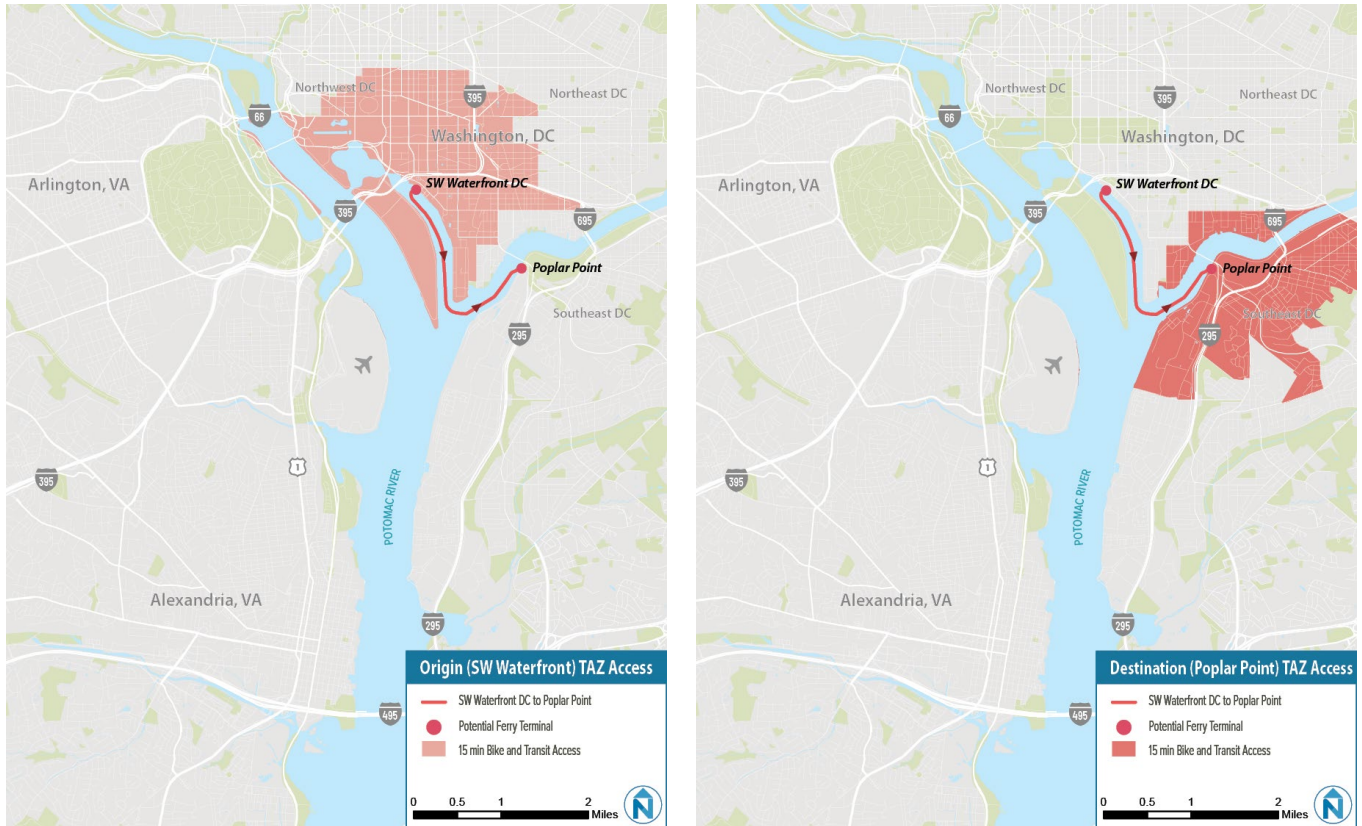 Northwest DC
395
Northeast DC
66
Washington, DC
Arlington, VA
SW Waterfront DC
395
695
Poplar Point
Southeast DC
295
1
395
POTOMAC RIVER
Alexandria, VA
295
495
Origin (SW Waterfront) TAZ Access
SW Waterfront DC to Poplar Point
Potential Ferry Terminal
15 min Bike and Transit Access
0 0.5 1 2
Miles
N
Northwest DC
395
Northeast DC
66
Washington, DC
Arlington, VA
SW Waterfront DC
395
695
Poplar Point
Southeast DC
295
1
395
POTOMAC RIVER
Alexandria, VA
295
495
Destination (Poplar Point) TAZ Access
SW Waterfront DC to Poplar Point
Potential Ferry Terminal
15 min Bike and Transit Access
0 0.5 1 2
Miles
N